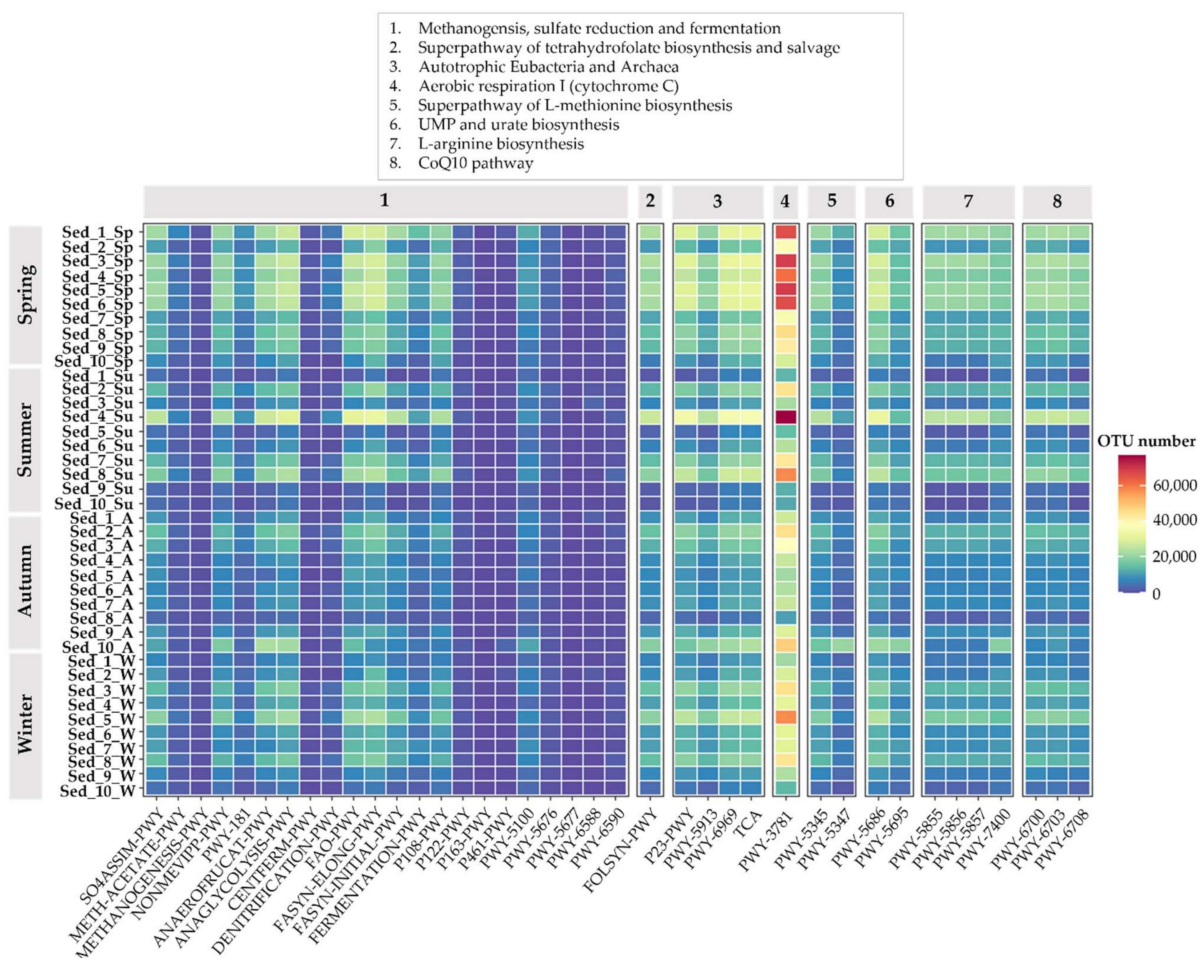 1. Methanogensis, sulfate reduction and fermentation
2. Superpathway of tetrahydrofolate biosynthesis and salvage
3. Autotrophic Eubacteria and Archaea
4. Aerobic respiration I (cytochrome C)
5. Superpathway of L-methionine biosynthesis
6. UMP and urate biosynthesis
7. L-arginine biosynthesis
8. CoQ10 pathway
1 2 3 4 5 6 7 8
Spring
Sed_1_Sp
Sed_2_Sp
Sed_3_Sp
Sed_4_Sp
Sed_5_Sp
Sed_6_Sp
Sed_7_Sp
Sed_8_Sp
Sed_9_Sp
Sed_10_Sp
Summer
Sed_1_Su
Sed_2_Su
Sed_3_Su
Sed_4_Su
Sed_5_Su
Sed_6_Su
Sed_7_Su
Sed_8_Su
Sed_9_Su
Sed_10_Su
Autumn
Sed_1_A
Sed_2_A
Sed_3_A
Sed_4_A
Sed_5_A
Sed_6_A
Sed_7_A
Sed_8_A
Sed_9_A
Sed_10_A
Winter
Sed_1_W
Sed_2_W
Sed_3_W
Sed_4_W
Sed_5_W
Sed_6_W
Sed_7_W
Sed_8_W
Sed_9_W
Sed_10_W
OTU number
60,000
40,000
20,000
0
SO4ASSIM-PWY
METH-ACETATE-PWY
METHANOGENESIS-PWY
NONMEVIPP-PWY
PWY-181
ANAEROFRUCAT-PWY
ANAGLYCOLYSIS-PWY
CENTFERM-PWY
DENITRIFICATION-PWY
FAO-PWY
FASYN-ELONG-PWY
FASYN-INITIAL-PWY
FERMENTATION-PWY
P108-PWY
P122-PWY
P163-PWY
P461-PWY
PWY-5100
PWY-5676
PWY-5677
PWY-6588
PWY-6590
FOLSYN-PWY
P23-PWY
PWY-5913
PWY-6969
TCA
PWY-3781
PWY-5345
PWY-5347
PWY-5686
PWY-5695
PWY-5855
PWY-5856
PWY-5857
PWY-7400
PWY-6700
PWY-6703
PWY-6708